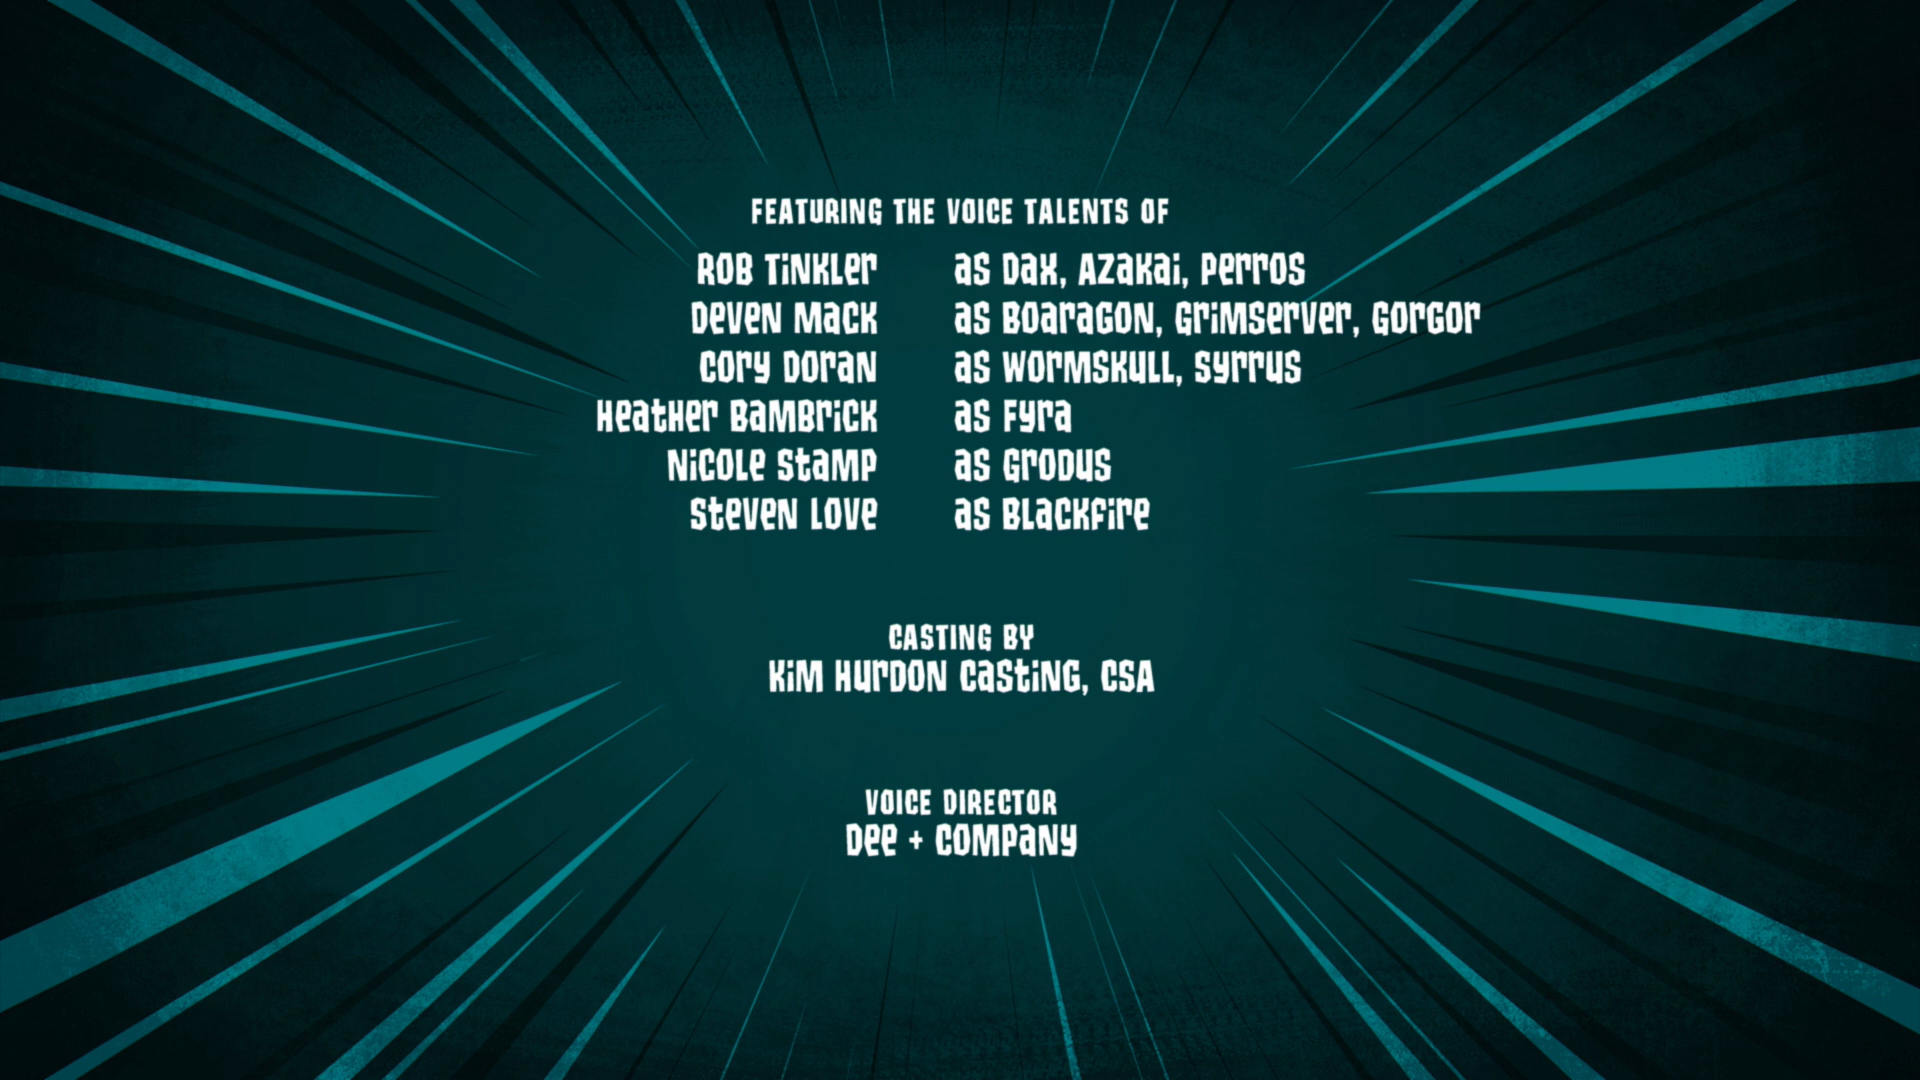 FEATURING THE VOICE TALENTS OF
ROB TINKLER as DAX, AZAKAI, PERROS
DEVEN MACK as BOARAGON, GRIMSERVER, GORGOR
CORY DORAN as WORMSKULL, SYRRUS
HEATHER BAMBRICK as FYRA
NICOLE STAMP as GRODUS
STEVEN LOVE as BLACKFIRE
CASTING BY
KIM HURDON CASTING, CSA
VOICE DIRECTOR
DEE + COMPANY